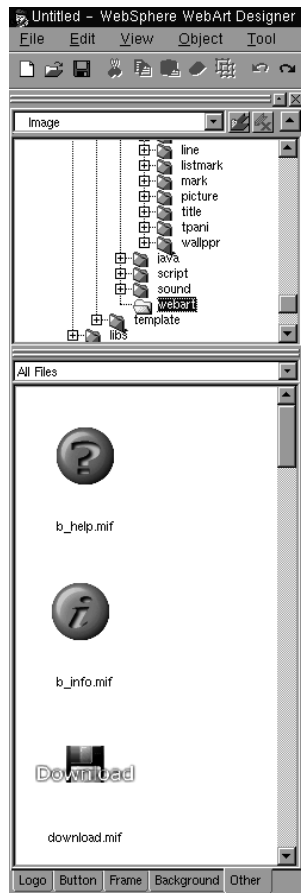 Untitled - WebSphere WebArt Designer
File Edit View Object Tool
Image
line
listmark
mark
picture
title
tpani
wallppr
java
script
sound
webart
template
libs
All Files
?
b_help.mif
i
b_info.mif
Download
download.mif
Logo Button Frame Background Other